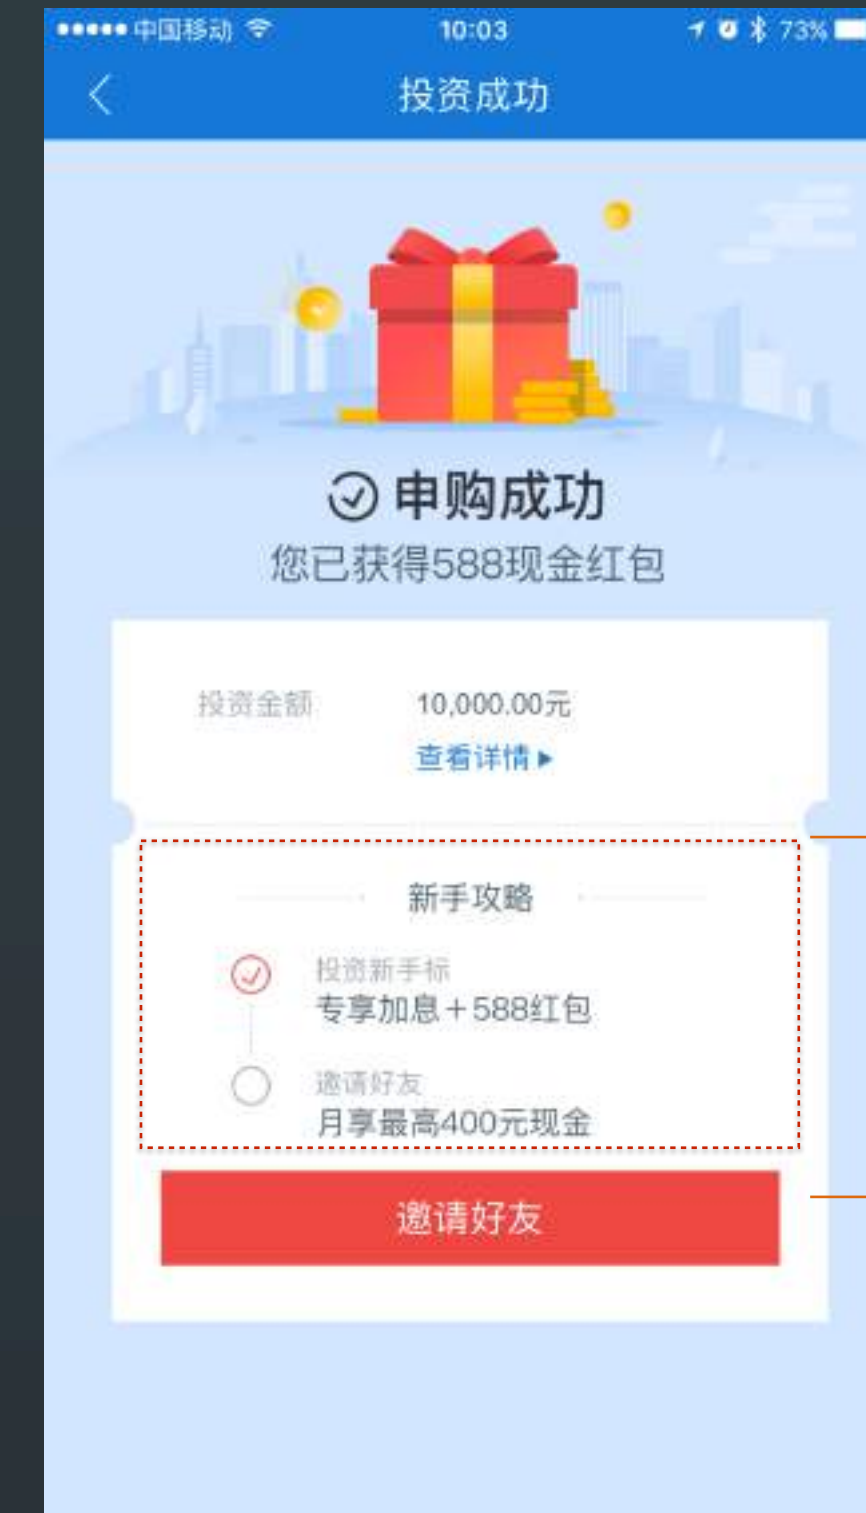 中国移动 10:03 73%
投资成功
申购成功
您已获得588现金红包
投资金额 10,000.00元
查看详情
新手攻略
投资新手标
专享加息+588红包
邀请好友
月享最高400元现金
邀请好友